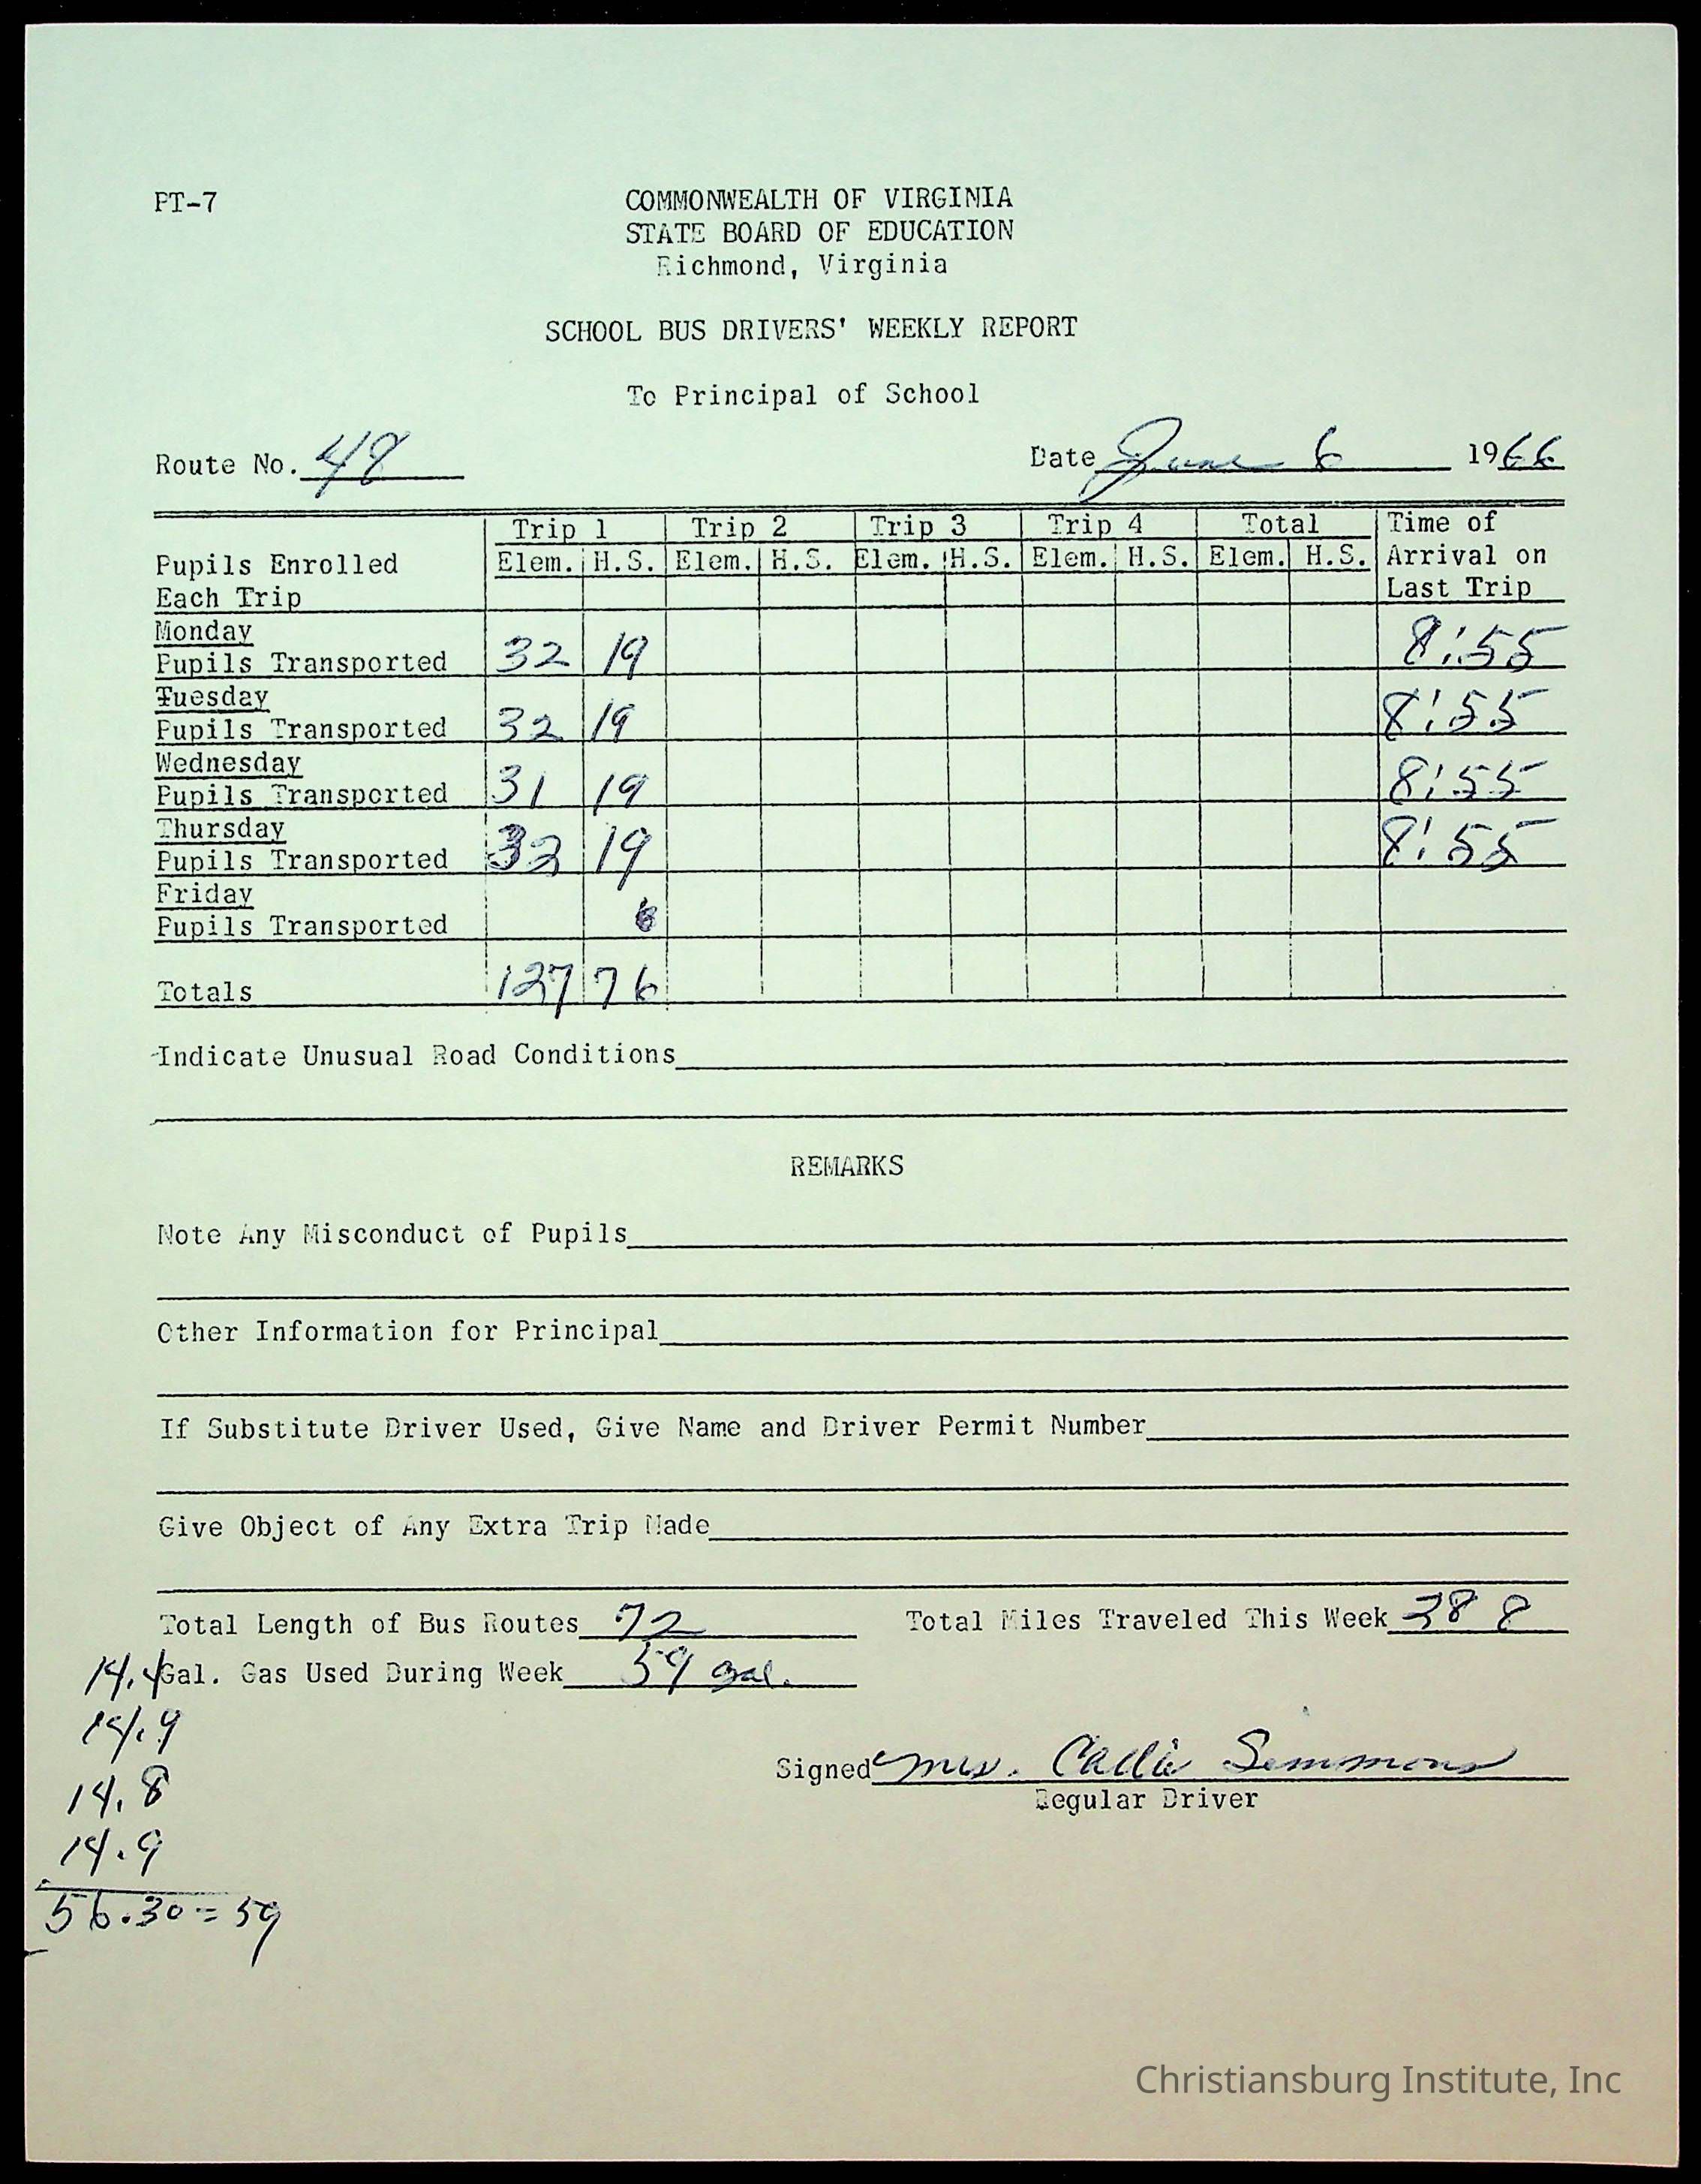 PT-7
COMMONWEALTH OF VIRGINIA
STATE BOARD OF EDUCATION
Richmond, Virginia
SCHOOL BUS DRIVERS' WEEKLY REPORT
To Principal of School
Route No. 48 Date June 6 1966
Trip 1 Trip 2 Trip 3 Trip 4 Total Time of
Pupils Enrolled Elem. H.S. Elem. H.S. Elem. H.S. Elem. H.S. Elem. H.S. Arrival on
Each Trip Last Trip
Monday
Pupils Transported 32 19 8:55
Tuesday
Pupils Transported 32 19 8:55
Wednesday
Pupils Transported 31 19 8:55
Thursday
Pupils Transported 32 19 8:55
Friday
Pupils Transported
Totals 127 76
Indicate Unusual Road Conditions
REMARKS
Note Any Misconduct of Pupils
Other Information for Principal
If Substitute Driver Used, Give Name and Driver Permit Number
Give Object of Any Extra Trip Made
Total Length of Bus Routes 72 Total Miles Traveled This Week 388
14.4 Gal. Gas Used During Week 59 gal.
14.9
14.8
14.9
56.30 = 59
Signed Mrs. Callie Simmons
Regular Driver
Christiansburg Institute, Inc